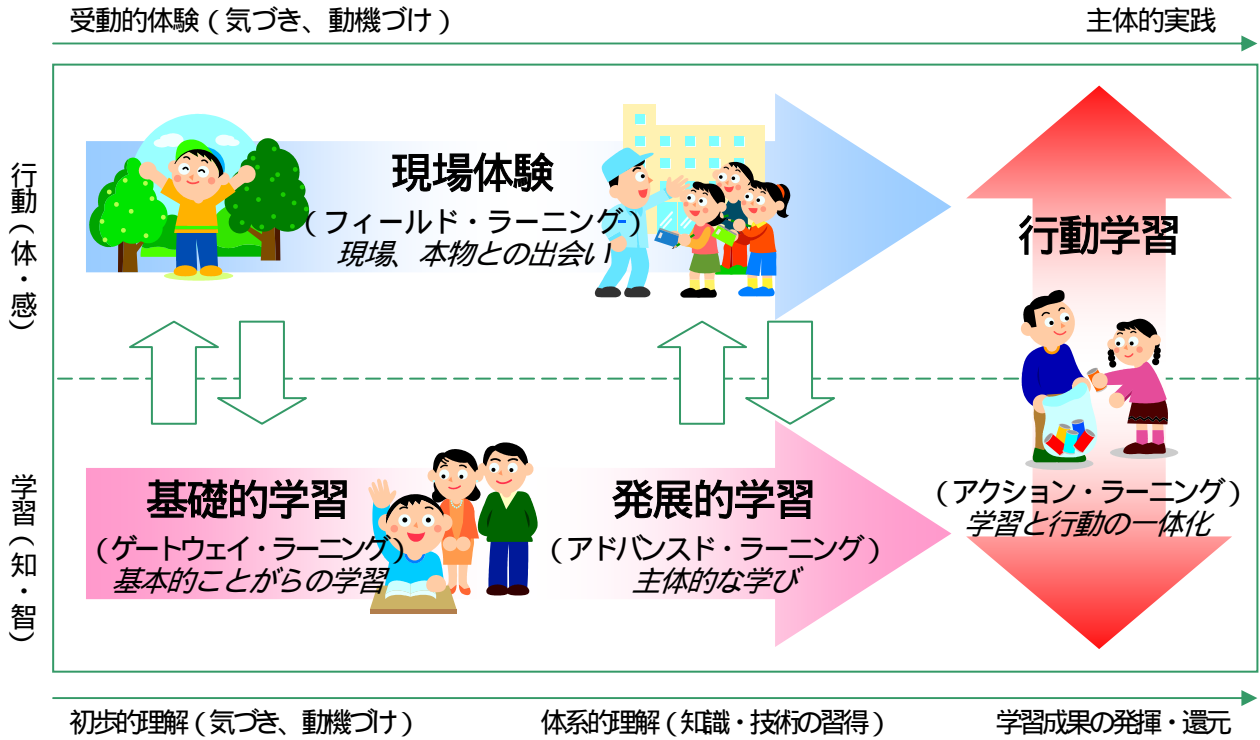 受動的体験（気づき、動機づけ）
主体的実践
行動（体・感）
現場体験
（フィールド・ラーニング）
現場、本物との出会い
行動学習
学習（知・智）
基礎的学習
（ゲートウェイ・ラーニング）
基本的ことがらの学習
発展的学習
（アドバンスド・ラーニング）
主体的な学び
（アクション・ラーニング）
学習と行動の一体化
初歩的理解（気づき、動機づけ）
体系的理解（知識・技術の習得）
学習成果の発揮・還元